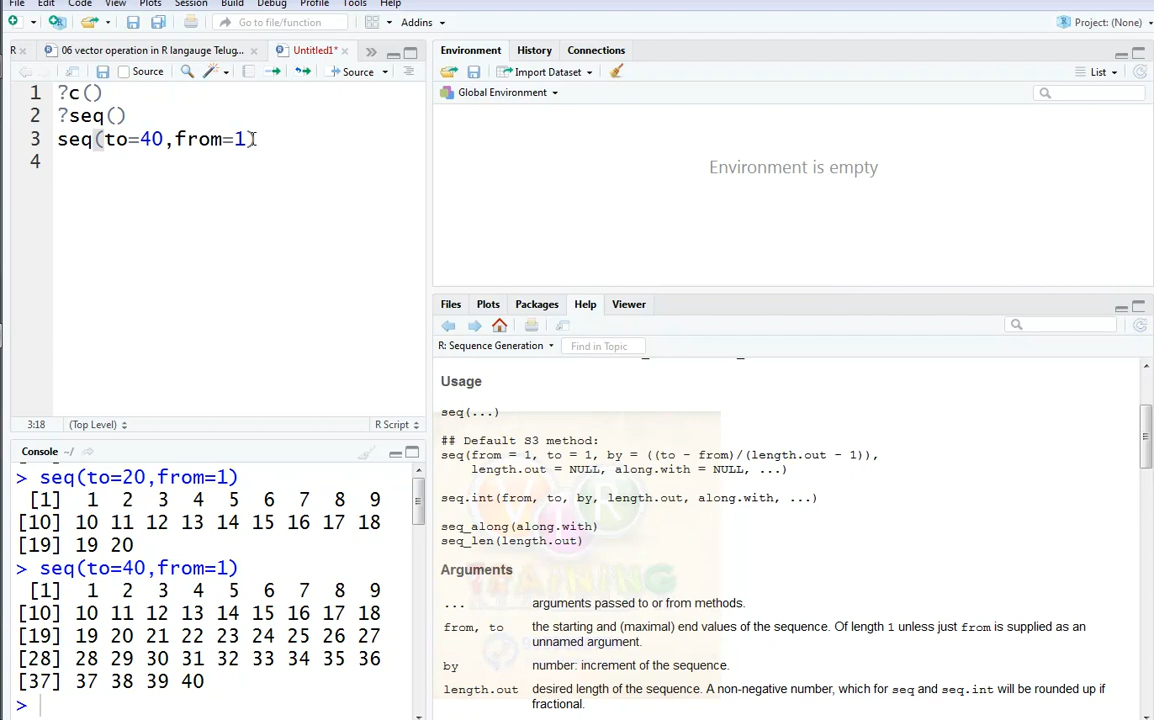 File Edit Code View Plots Session Build Debug Profile Tools Help
Go to file/function Addins Project: (None)
R 06 vector operation in R langauge Telug... Untitled1* »
Source Source
1 ?c()
2 ?seq()
3 seq(to=40,from=1)
4
3:18 (Top Level) R Script
Console ~/
> seq(to=20,from=1)
[1] 1 2 3 4 5 6 7 8 9
[10] 10 11 12 13 14 15 16 17 18
[19] 19 20
> seq(to=40,from=1)
[1] 1 2 3 4 5 6 7 8 9
[10] 10 11 12 13 14 15 16 17 18
[19] 19 20 21 22 23 24 25 26 27
[28] 28 29 30 31 32 33 34 35 36
[37] 37 38 39 40
>
Environment History Connections
Import Dataset List
Global Environment
Environment is empty
Files Plots Packages Help Viewer
R: Sequence Generation Find in Topic
Usage
seq(...)
## Default S3 method:
seq(from = 1, to = 1, by = ((to - from)/(length.out - 1)),
length.out = NULL, along.with = NULL, ...)
seq.int(from, to, by, length.out, along.with, ...)
seq_along(along.with)
seq_len(length.out)
Arguments
... arguments passed to or from methods.
from, to the starting and (maximal) end values of the sequence. Of length 1 unless just from is supplied as an
unnamed argument.
by number: increment of the sequence.
length.out desired length of the sequence. A non-negative number, which for seq and seq.int will be rounded up if
fractional.
VTR
TRAINING